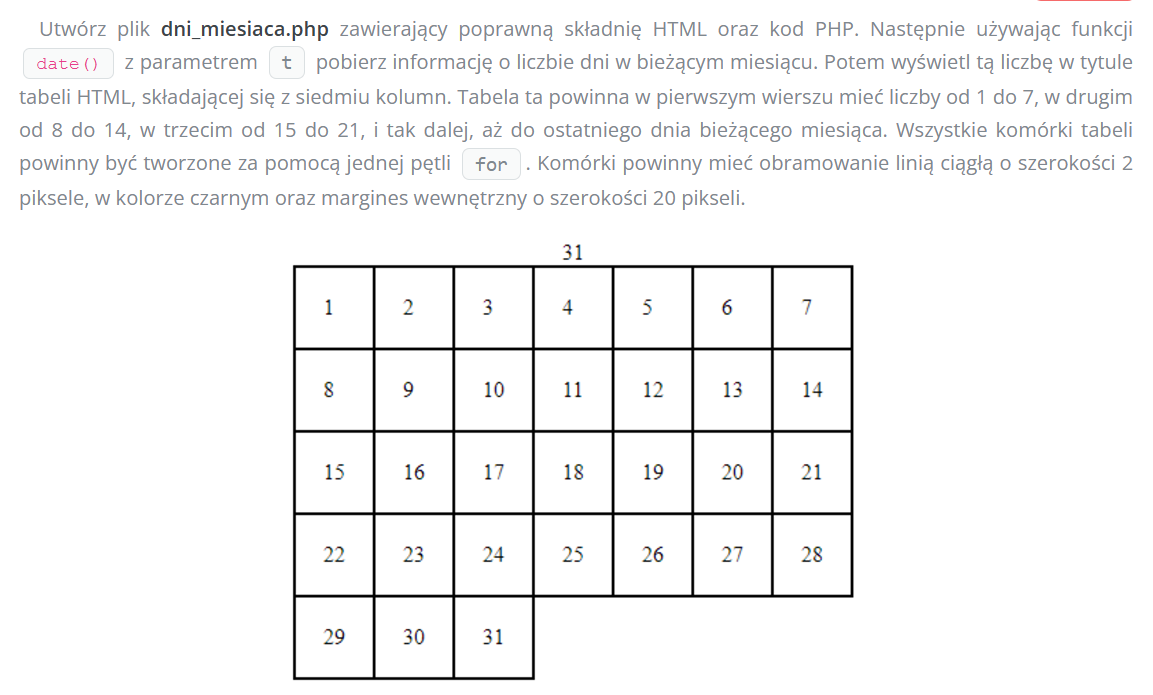 Utwórz plik dni_miesiaca.php zawierający poprawną składnię HTML oraz kod PHP. Następnie używając funkcji
date() z parametrem t pobierz informację o liczbie dni w bieżącym miesiącu. Potem wyświetl tą liczbę w tytule
tabeli HTML, składającej się z siedmiu kolumn. Tabela ta powinna w pierwszym wierszu mieć liczby od 1 do 7, w drugim
od 8 do 14, w trzecim od 15 do 21, i tak dalej, aż do ostatniego dnia bieżącego miesiąca. Wszystkie komórki tabeli
powinny być tworzone za pomocą jednej pętli for . Komórki powinny mieć obramowanie linią ciągłą o szerokości 2
piksele, w kolorze czarnym oraz margines wewnętrzny o szerokości 20 pikseli.
31
1 2 3 4 5 6 7
8 9 10 11 12 13 14
15 16 17 18 19 20 21
22 23 24 25 26 27 28
29 30 31